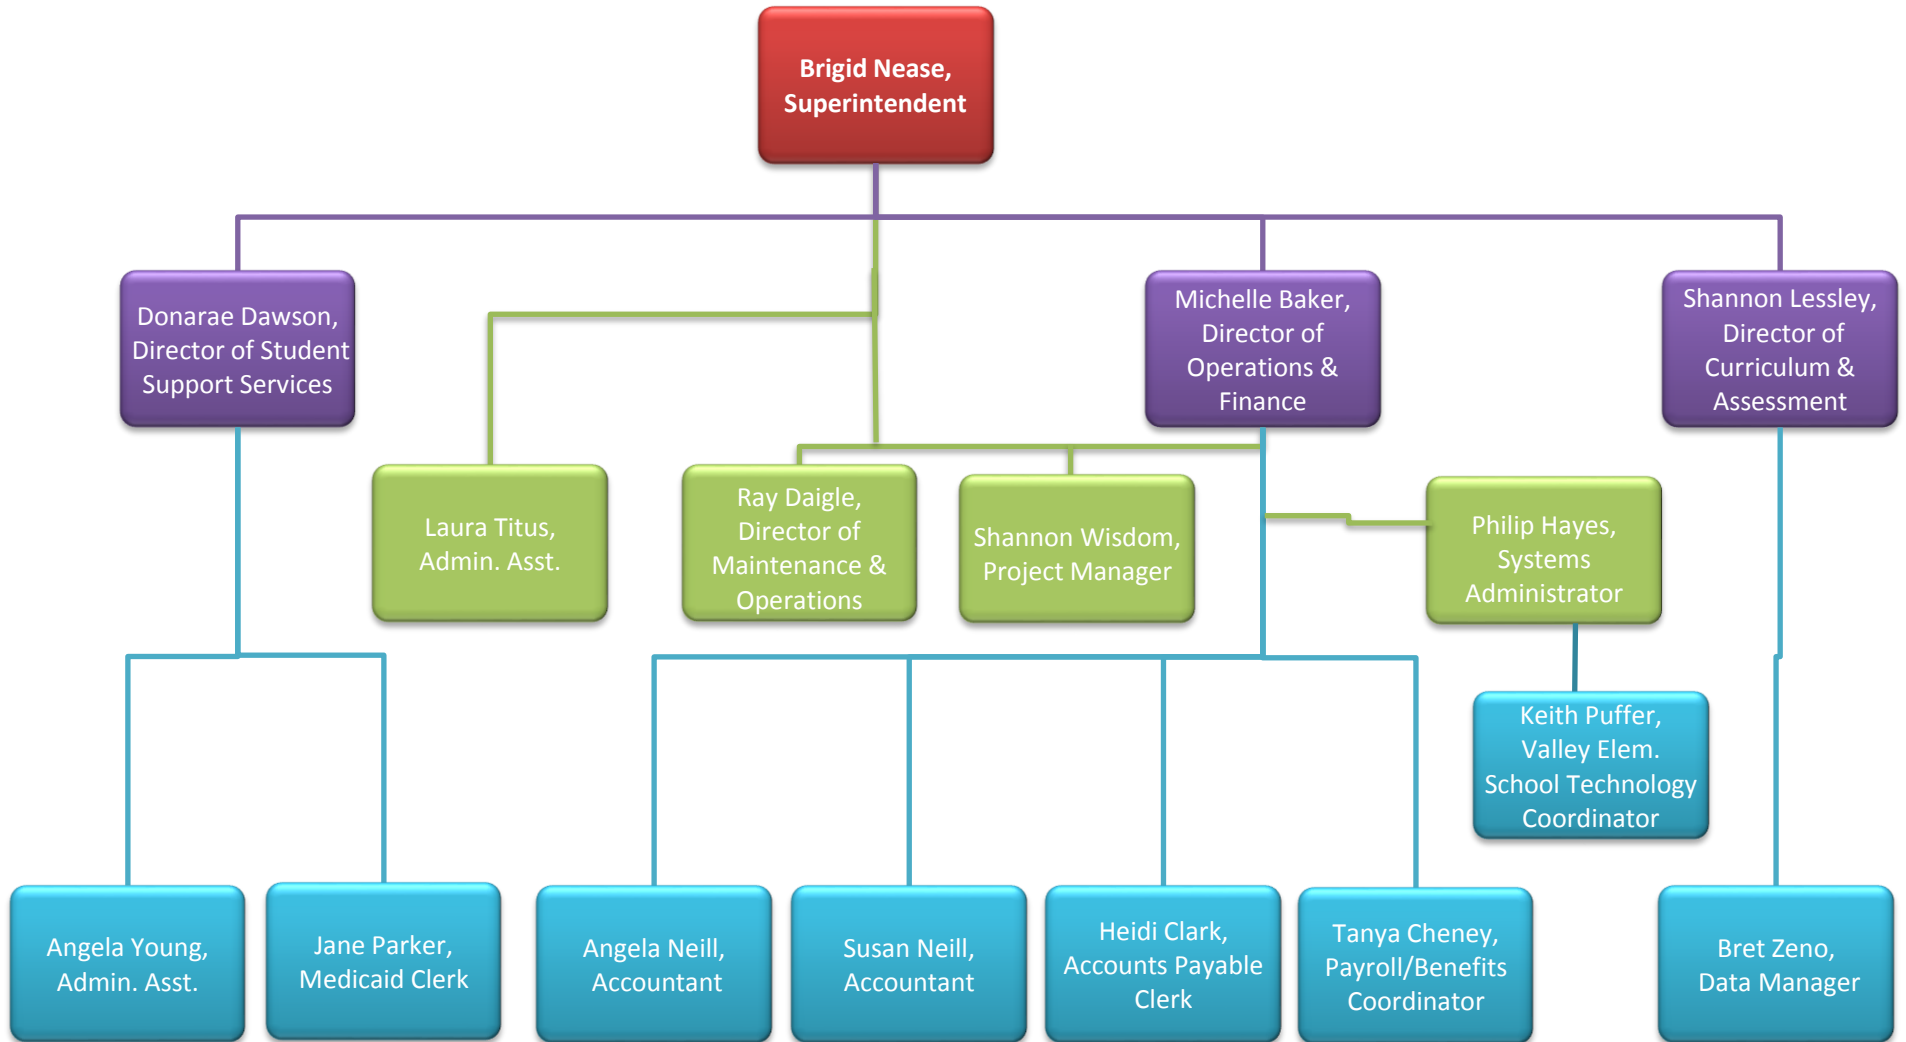 Brigid Nease,
Superintendent
Donarae Dawson,
Director of Student
Support Services
Michelle Baker,
Director of
Operations &
Finance
Shannon Lessley,
Director of
Curriculum &
Assessment
Laura Titus,
Admin. Asst.
Ray Daigle,
Director of
Maintenance &
Operations
Shannon Wisdom,
Project Manager
Philip Hayes,
Systems
Administrator
Keith Puffer,
Valley Elem.
School Technology
Coordinator
Angela Young,
Admin. Asst.
Jane Parker,
Medicaid Clerk
Angela Neill,
Accountant
Susan Neill,
Accountant
Heidi Clark,
Accounts Payable
Clerk
Tanya Cheney,
Payroll/Benefits
Coordinator
Bret Zeno,
Data Manager